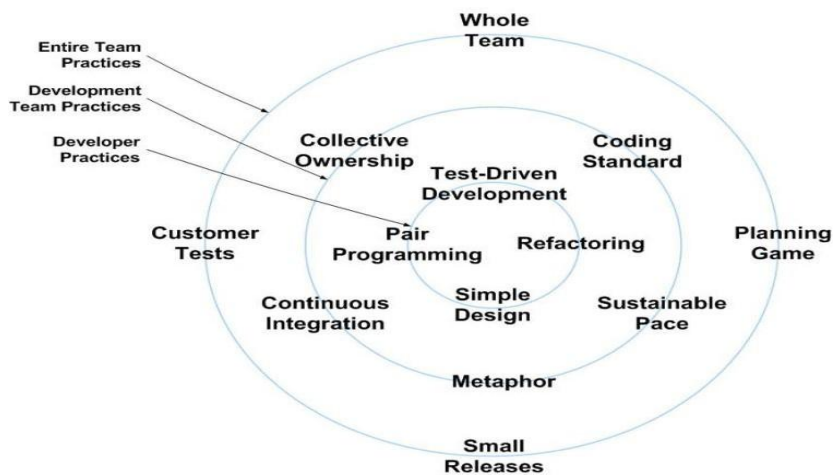 Whole
Team
Entire Team
Practices
Development
Team Practices
Developer
Practices
Collective
Ownership
Coding
Standard
Test-Driven
Development
Customer
Tests
Pair
Programming
Refactoring
Planning
Game
Continuous
Integration
Simple
Design
Sustainable
Pace
Metaphor
Small
Releases